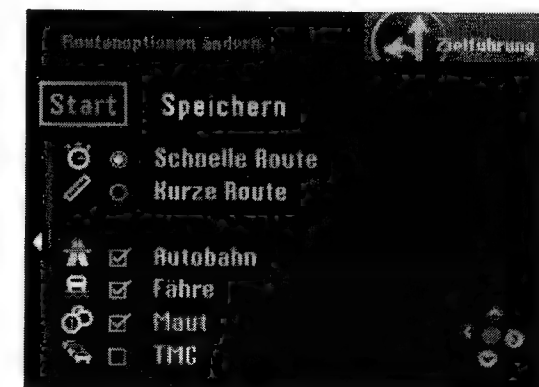 Routenoptionen ändern
Zielführung
Start Speichern
Schnelle Route
Kurze Route
Autobahn
Fähre
Maut
TMC